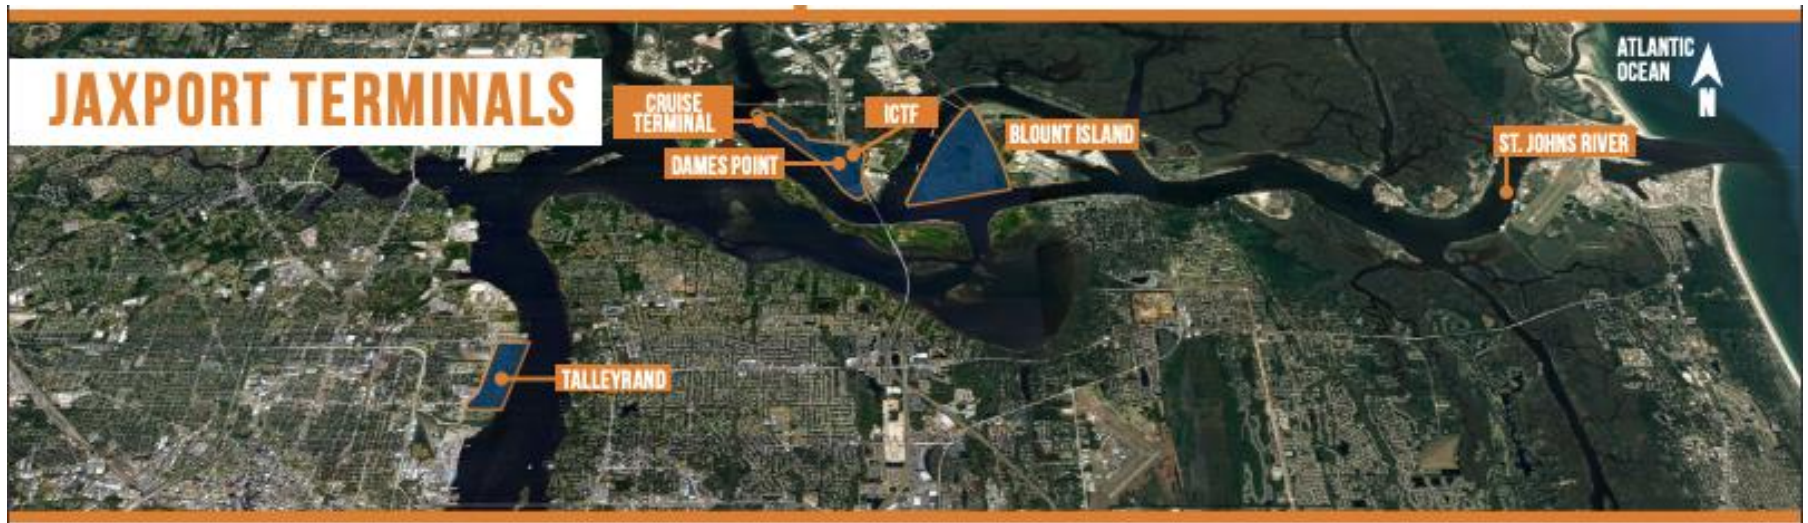 JAXPORT TERMINALS
CRUISE
TERMINAL
ICTF
DAMES POINT
BLOUNT ISLAND
ATLANTIC
OCEAN
N
ST. JOHNS RIVER
TALLEYRAND